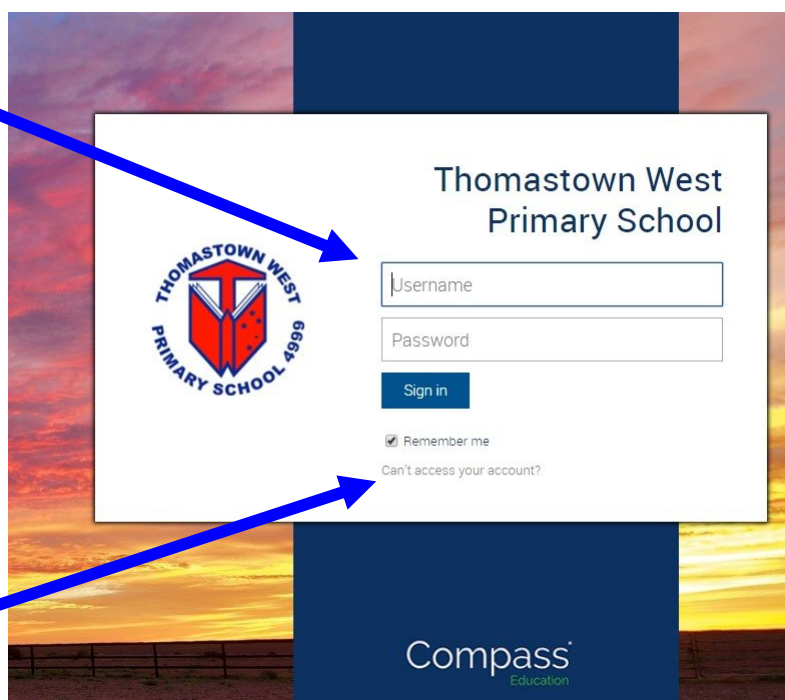 Thomastown West
Primary School
THOMASTOWN WEST
PRIMARY SCHOOL 4999
Username
Password
Sign in
Remember me
Can't access your account?
Compass
Education